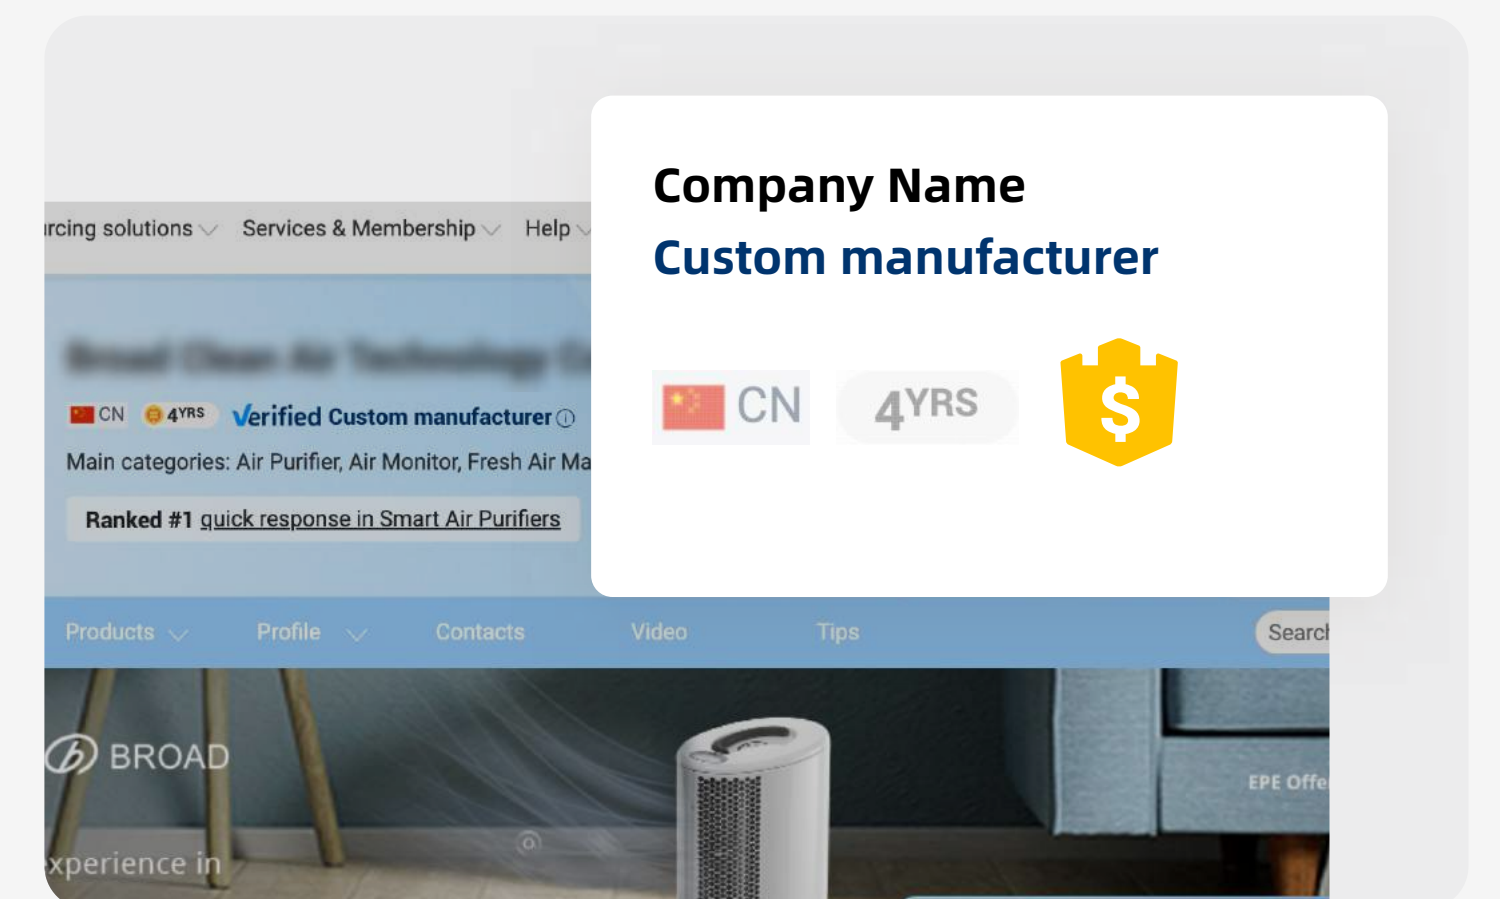 Company Name
Custom manufacturer
CN 4YRS $
urcing solutions Services & Membership Help
CN 4YRS Verified Custom manufacturer
Main categories: Air Purifier, Air Monitor, Fresh Air Ma
Ranked #1 quick response in Smart Air Purifiers
Products Profile Contacts Video Tips Search
BROAD
EPE Offe
xperience in